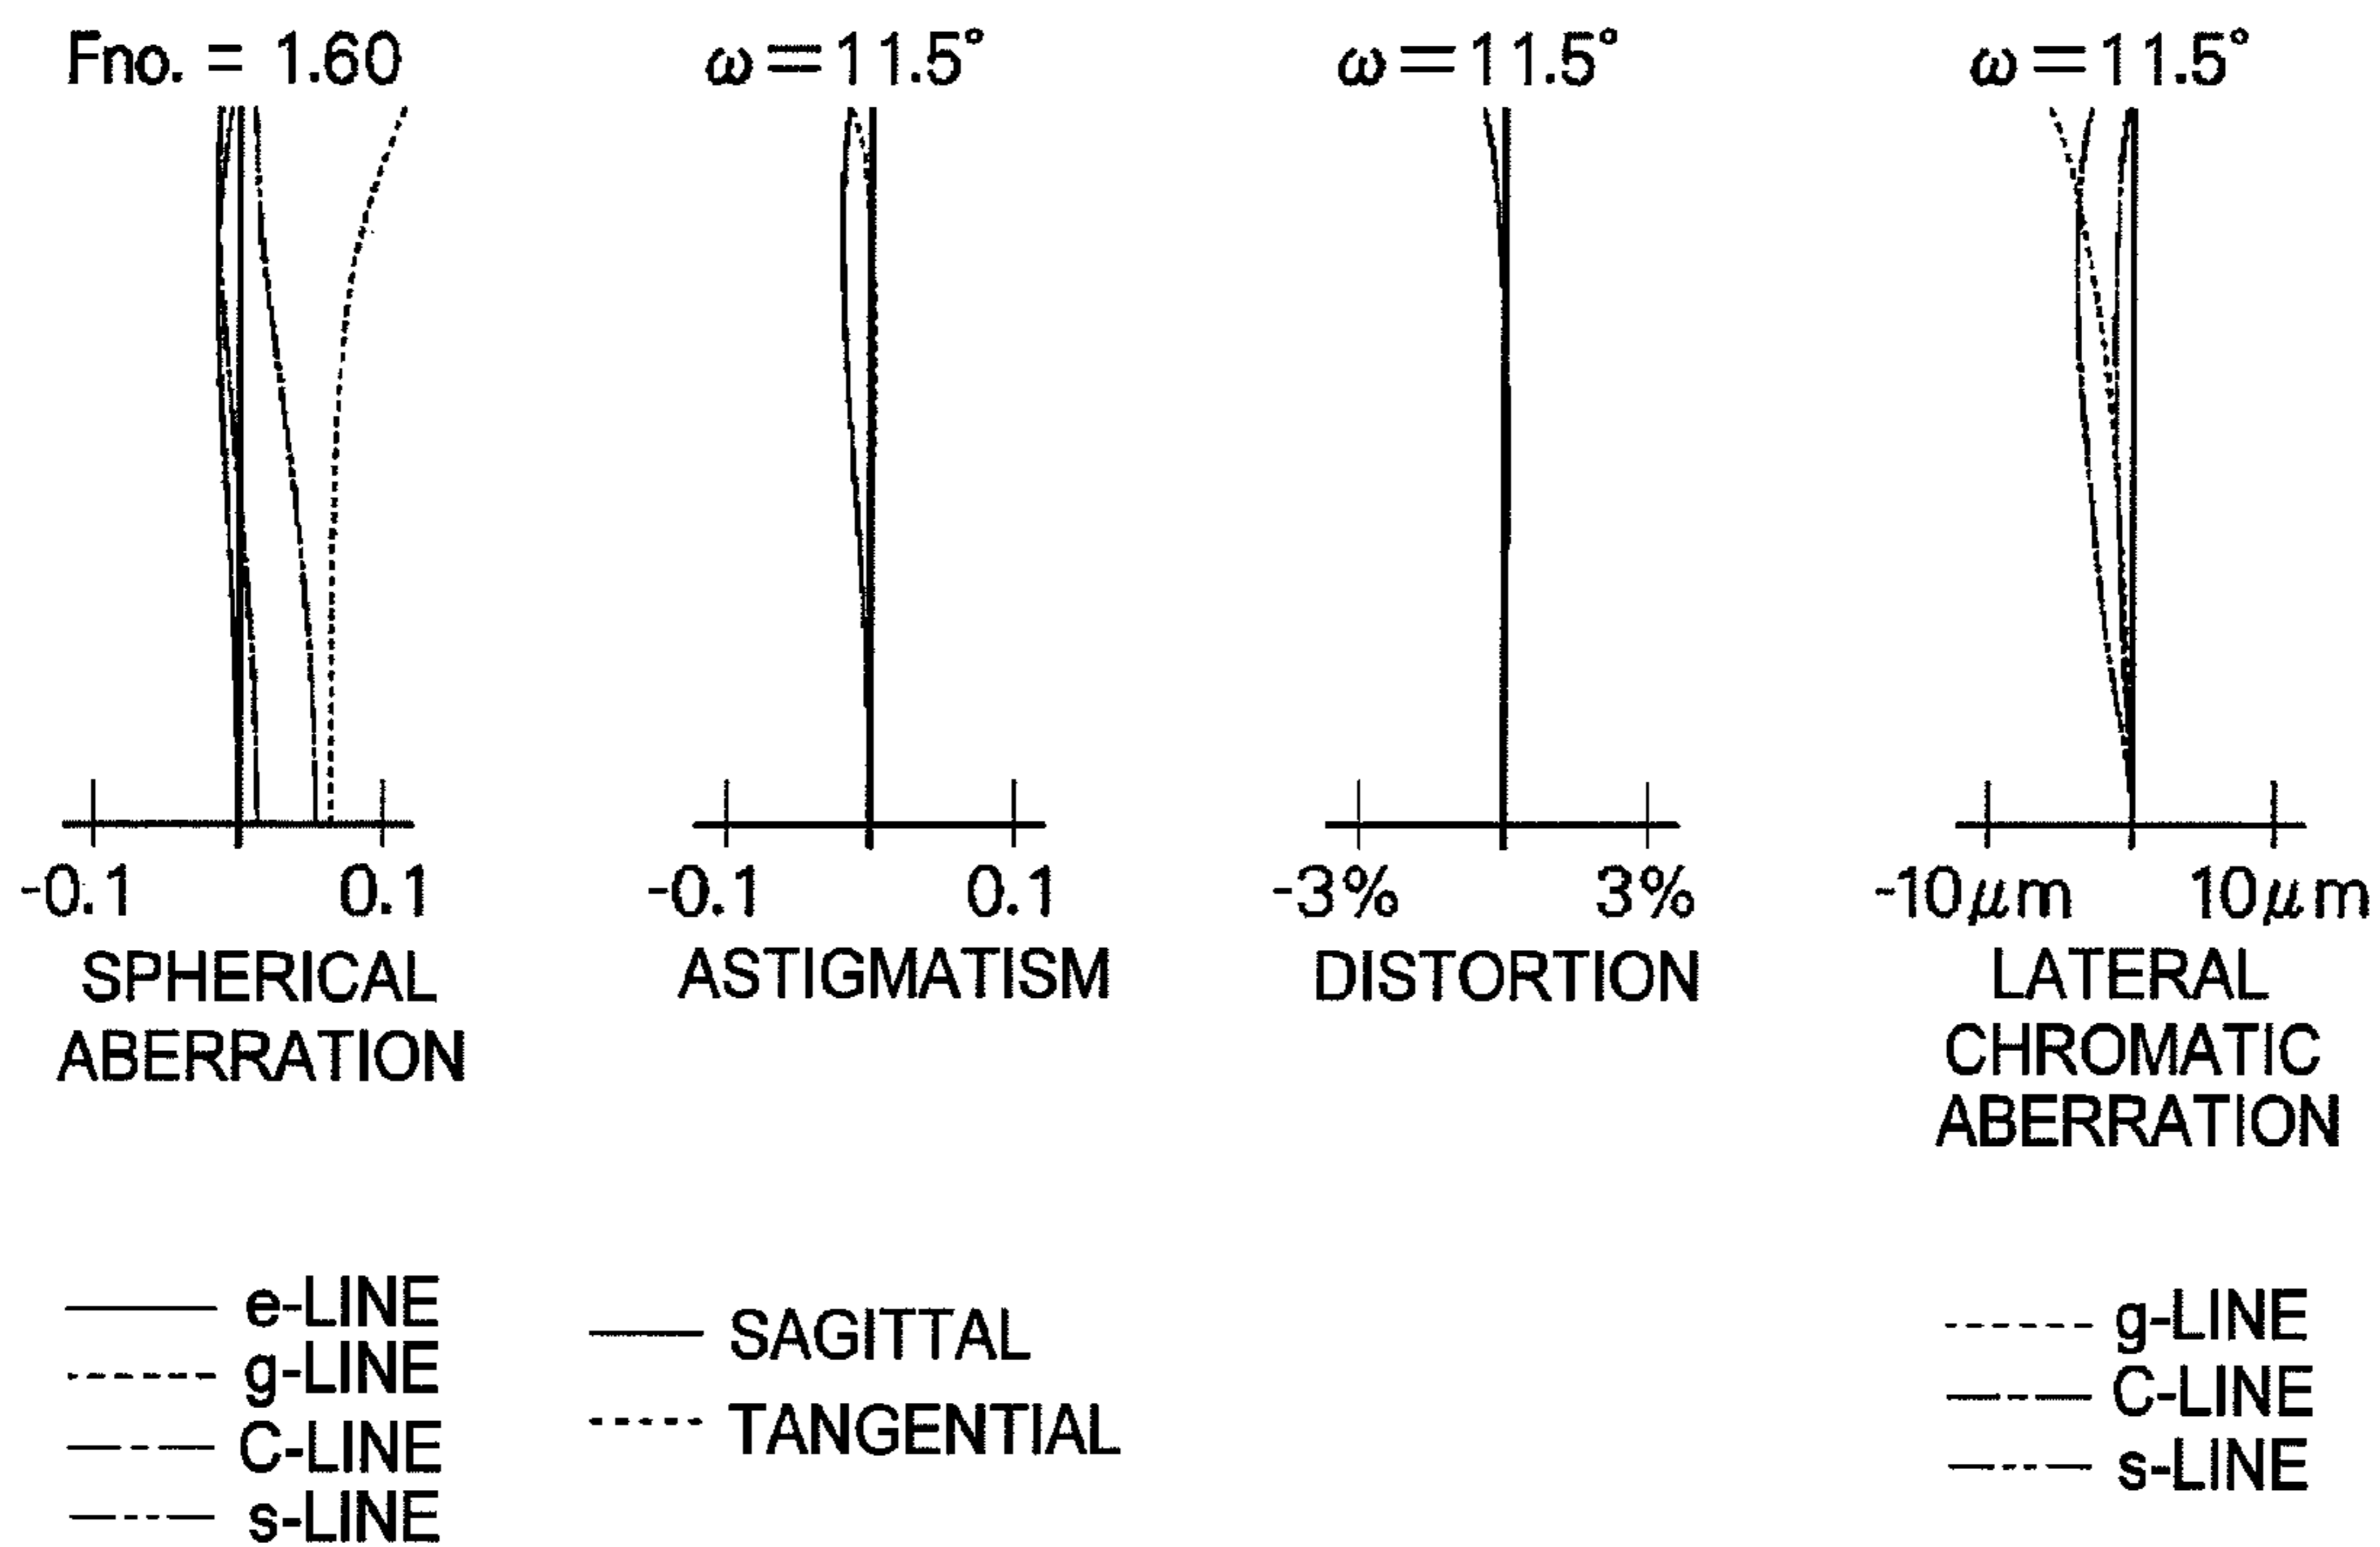 Fno. = 1.60
ω=11.5°
ω=11.5°
ω=11.5°
-0.1
0.1
-0.1
0.1
-3%
3%
-10μm
10μm
SPHERICAL
ABERRATION
ASTIGMATISM
DISTORTION
LATERAL
CHROMATIC
ABERRATION
e-LINE
g-LINE
C-LINE
s-LINE
SAGITTAL
TANGENTIAL
g-LINE
C-LINE
s-LINE